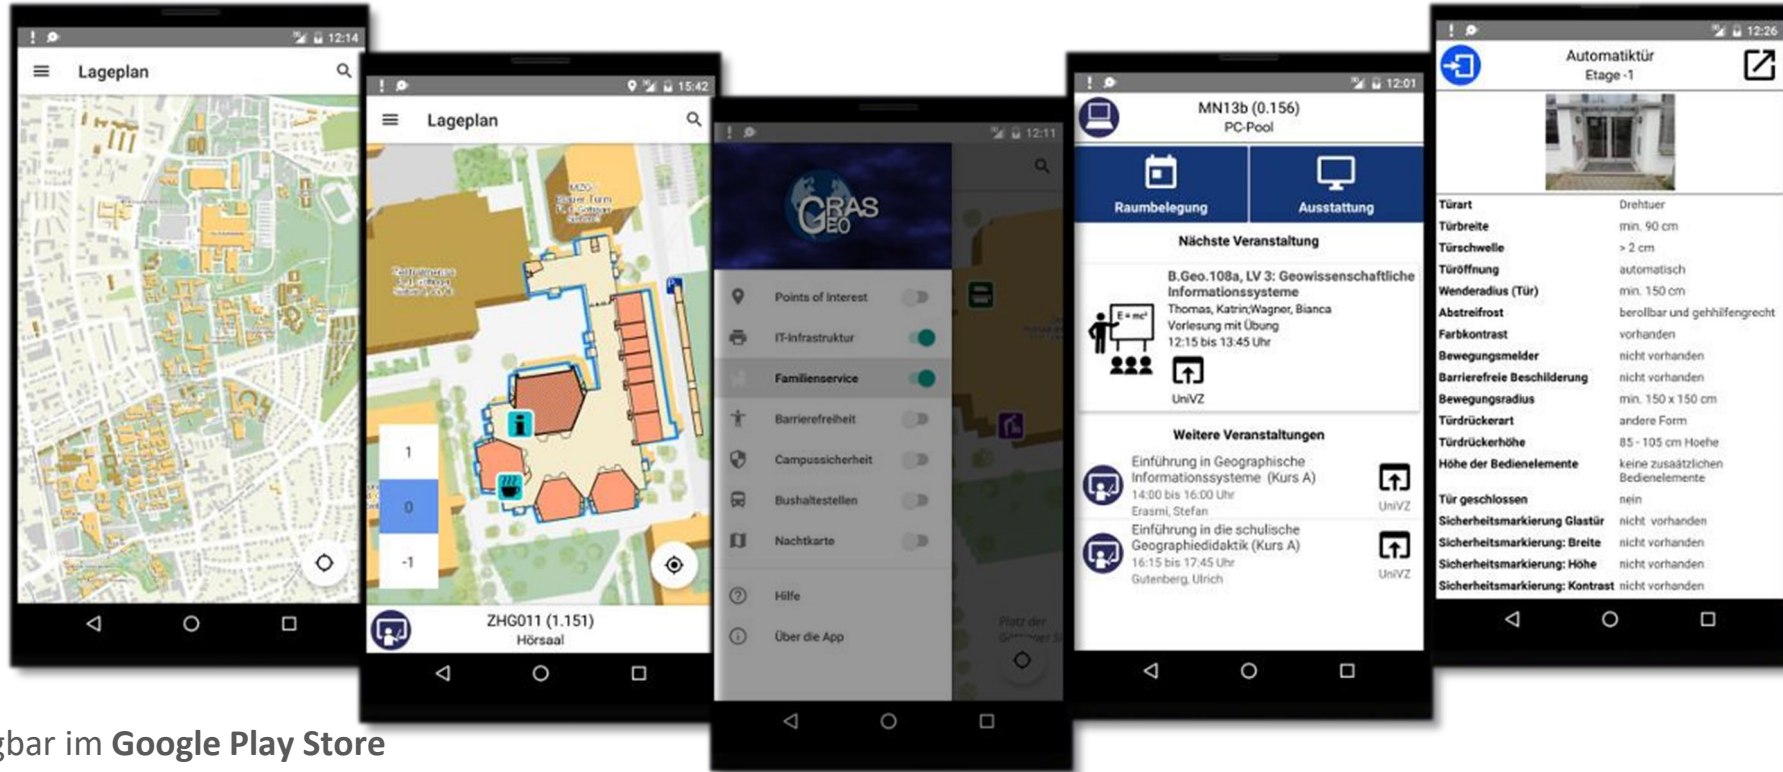 12:14
Lageplan
15:42
Lageplan
1
0
-1
ZHG011 (1.151)
Hörsaal
12:11
GRAS
GEO
Points of Interest
IT-Infrastruktur
Familienservice
Barrierefreiheit
Campussicherheit
Bushaltestellen
Nachtkarte
Hilfe
Über die App
Platz der
12:01
MN13b (0.156)
PC-Pool
Raumbelegung
Ausstattung
Nächste Veranstaltung
B.Geo.108a, LV 3: Geowissenschaftliche
Informationssysteme
Thomas, Katrin;Wagner, Bianca
Vorlesung mit Übung
12:15 bis 13:45 Uhr
E = mc²
UniVZ
Weitere Veranstaltungen
Einführung in Geographische
Informationssysteme (Kurs A)
14:00 bis 16:00 Uhr
Erasmi, Stefan
UniVZ
Einführung in die schulische
Geographiedidaktik (Kurs A)
16:15 bis 17:45 Uhr
Gutenberg, Ulrich
UniVZ
12:26
Automatiktür
Etage -1
Türart Drehtuer
Türbreite min. 90 cm
Türschwelle > 2 cm
Türöffnung automatisch
Wenderadius (Tür) min. 150 cm
Abstreifrost berollbar und gehhilfengrecht
Farbkontrast vorhanden
Bewegungsmelder nicht vorhanden
Barrierefreie Beschilderung nicht vorhanden
Bewegungsradius min. 150 x 150 cm
Türdrückerart andere Form
Türdrückerhöhe 85 - 105 cm Hoehe
Höhe der Bedienelemente keine zusaätzlichen
Bedienelemente
Tür geschlossen nein
Sicherheitsmarkierung Glastür nicht vorhanden
Sicherheitsmarkierung: Breite nicht vorhanden
Sicherheitsmarkierung: Höhe nicht vorhanden
Sicherheitsmarkierung: Kontrast nicht vorhanden
gbar im Google Play Store